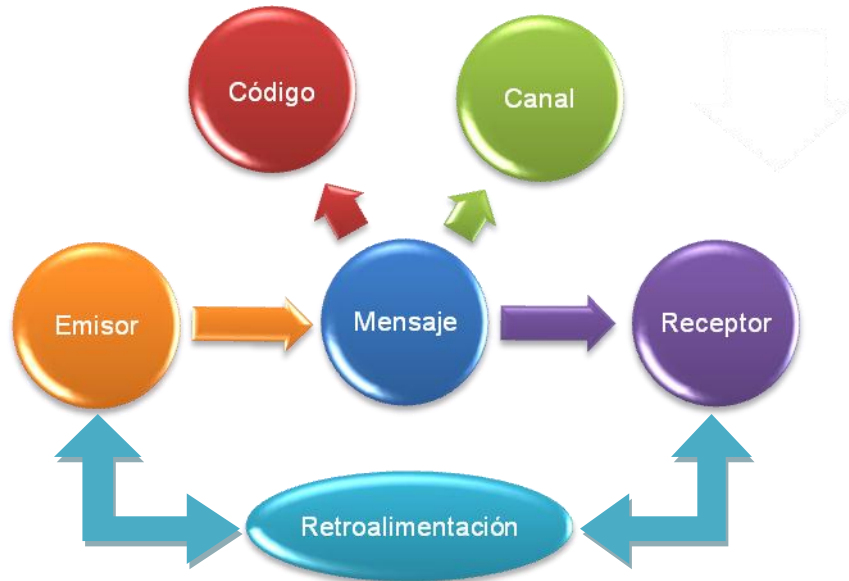 Código
Canal
Emisor
Mensaje
Receptor
Retroalimentación